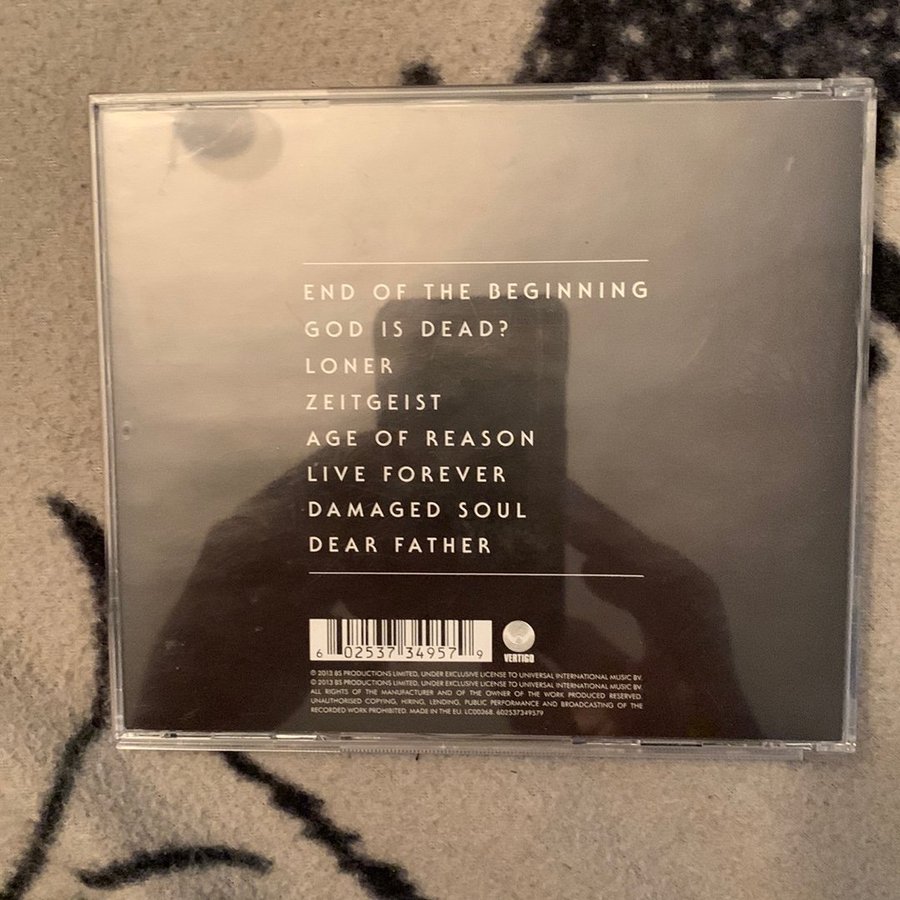 END OF THE BEGINNING
GOD IS DEAD?
LONER
ZEITGEIST
AGE OF REASON
LIVE FOREVER
DAMAGED SOUL
DEAR FATHER
6 02537 34957 9
VERTIGO
℗ 2013 BS PRODUCTIONS LIMITED, UNDER EXCLUSIVE LICENSE TO UNIVERSAL INTERNATIONAL MUSIC BV.
© 2013 BS PRODUCTIONS LIMITED, UNDER EXCLUSIVE LICENSE TO UNIVERSAL INTERNATIONAL MUSIC BV.
ALL RIGHTS OF THE MANUFACTURER AND OF THE OWNER OF THE WORK PRODUCED RESERVED.
UNAUTHORISED COPYING, HIRING, LENDING, PUBLIC PERFORMANCE AND BROADCASTING OF THE
RECORDED WORK PROHIBITED. MADE IN THE EU. LC00268. 602537349579